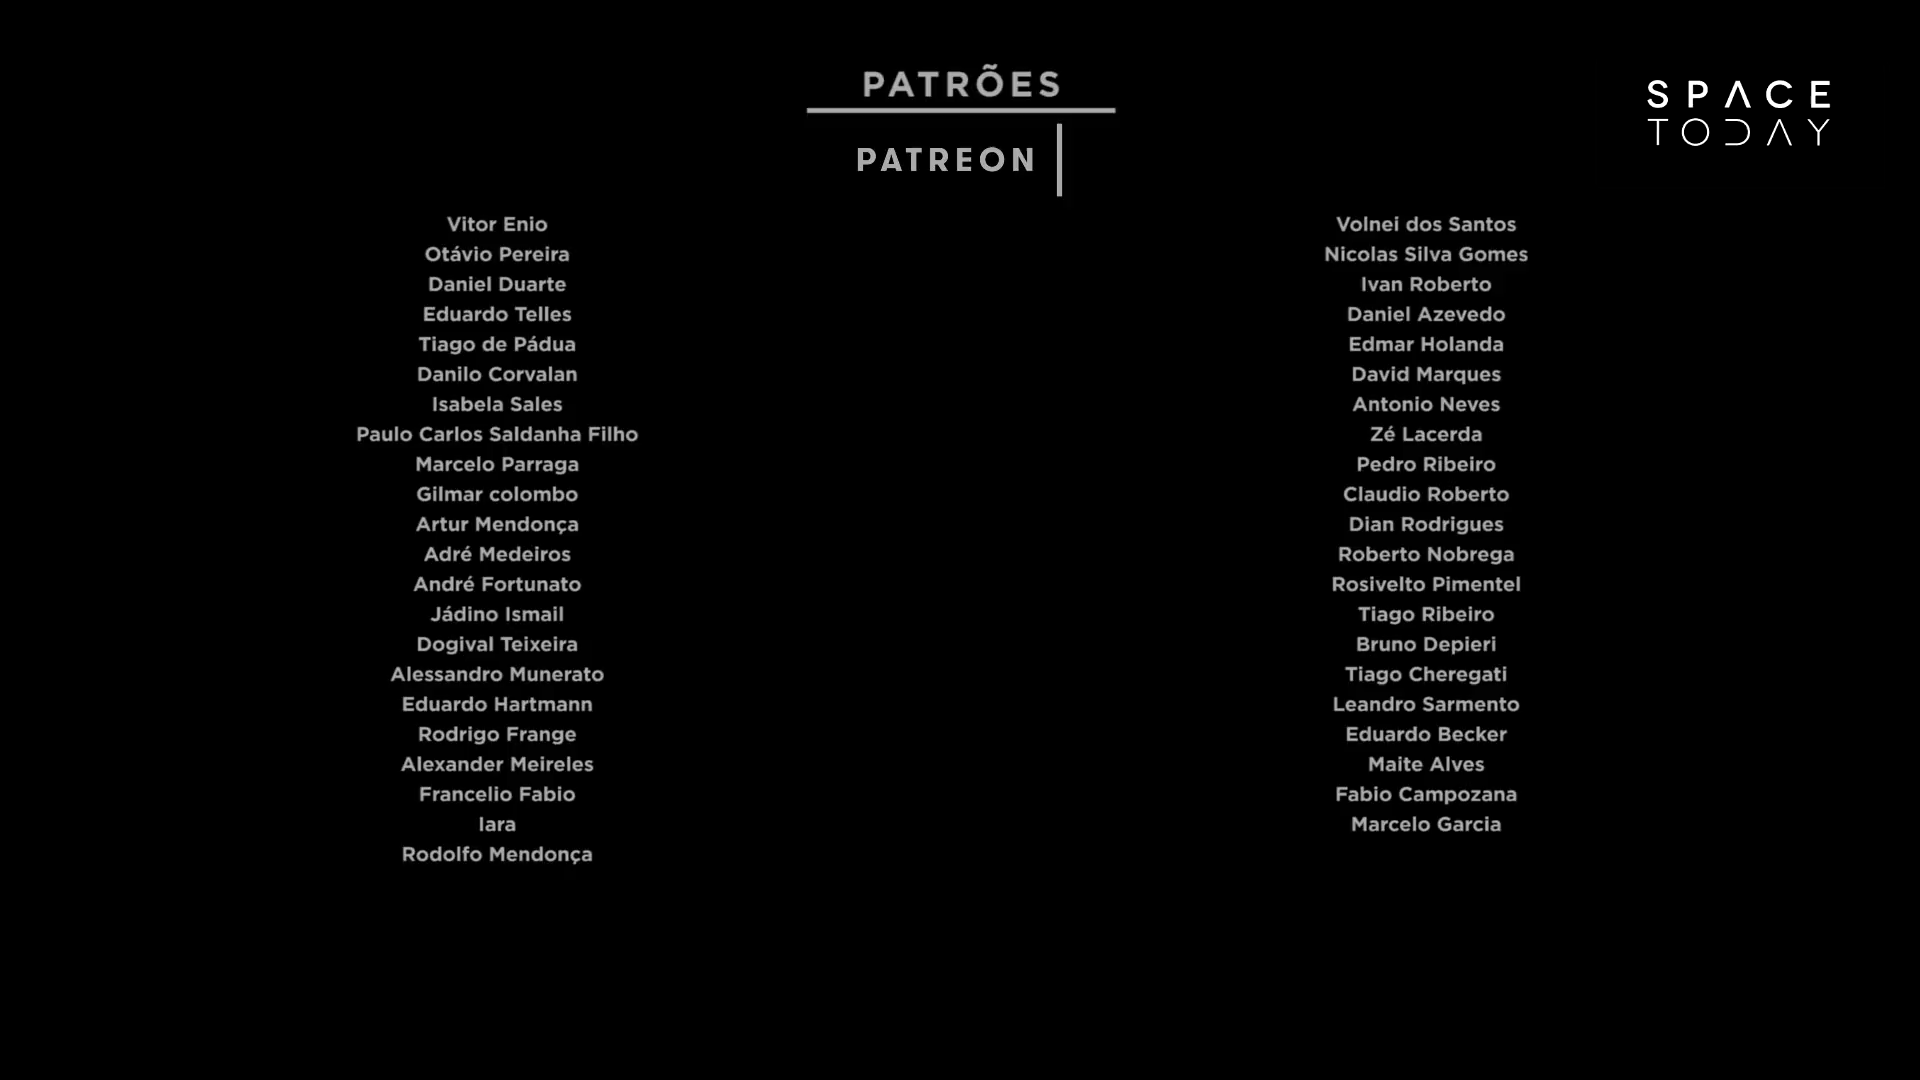 PATRÕES
PATREON
SPACE
TODAY
Vitor Enio
Otávio Pereira
Daniel Duarte
Eduardo Telles
Tiago de Pádua
Danilo Corvalan
Isabela Sales
Paulo Carlos Saldanha Filho
Marcelo Parraga
Gilmar colombo
Artur Mendonça
Adré Medeiros
André Fortunato
Jádino Ismail
Dogival Teixeira
Alessandro Munerato
Eduardo Hartmann
Rodrigo Frange
Alexander Meireles
Francelio Fabio
Iara
Rodolfo Mendonça
Volnei dos Santos
Nicolas Silva Gomes
Ivan Roberto
Daniel Azevedo
Edmar Holanda
David Marques
Antonio Neves
Zé Lacerda
Pedro Ribeiro
Claudio Roberto
Dian Rodrigues
Roberto Nobrega
Rosivelto Pimentel
Tiago Ribeiro
Bruno Depieri
Tiago Cheregati
Leandro Sarmento
Eduardo Becker
Maite Alves
Fabio Campozana
Marcelo Garcia